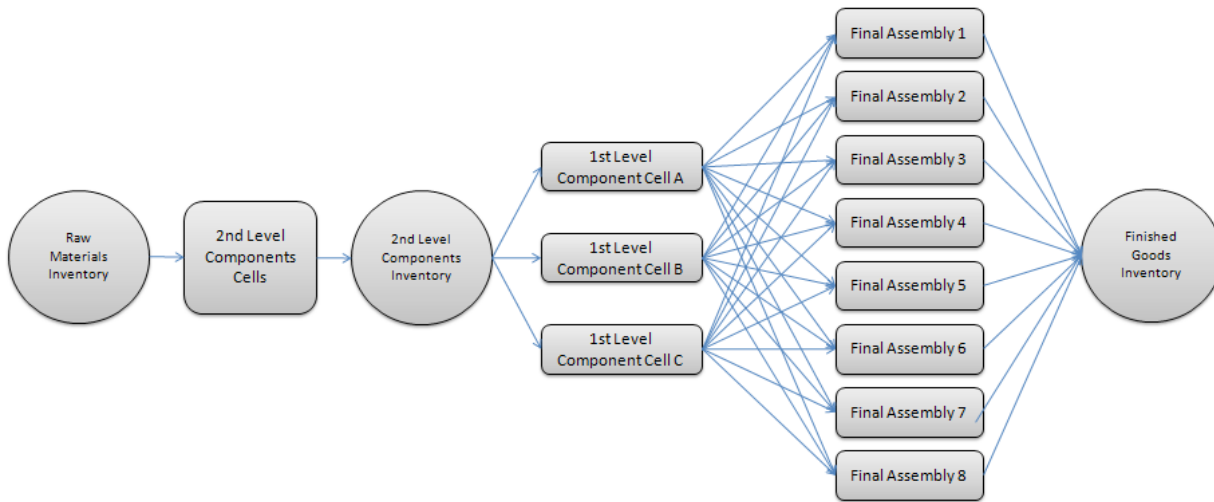 Raw
Materials
Inventory
2nd Level
Components
Cells
2nd Level
Components
Inventory
1st Level
Component Cell A
1st Level
Component Cell B
1st Level
Component Cell C
Final Assembly 1
Final Assembly 2
Final Assembly 3
Final Assembly 4
Final Assembly 5
Final Assembly 6
Final Assembly 7
Final Assembly 8
Finished
Goods
Inventory